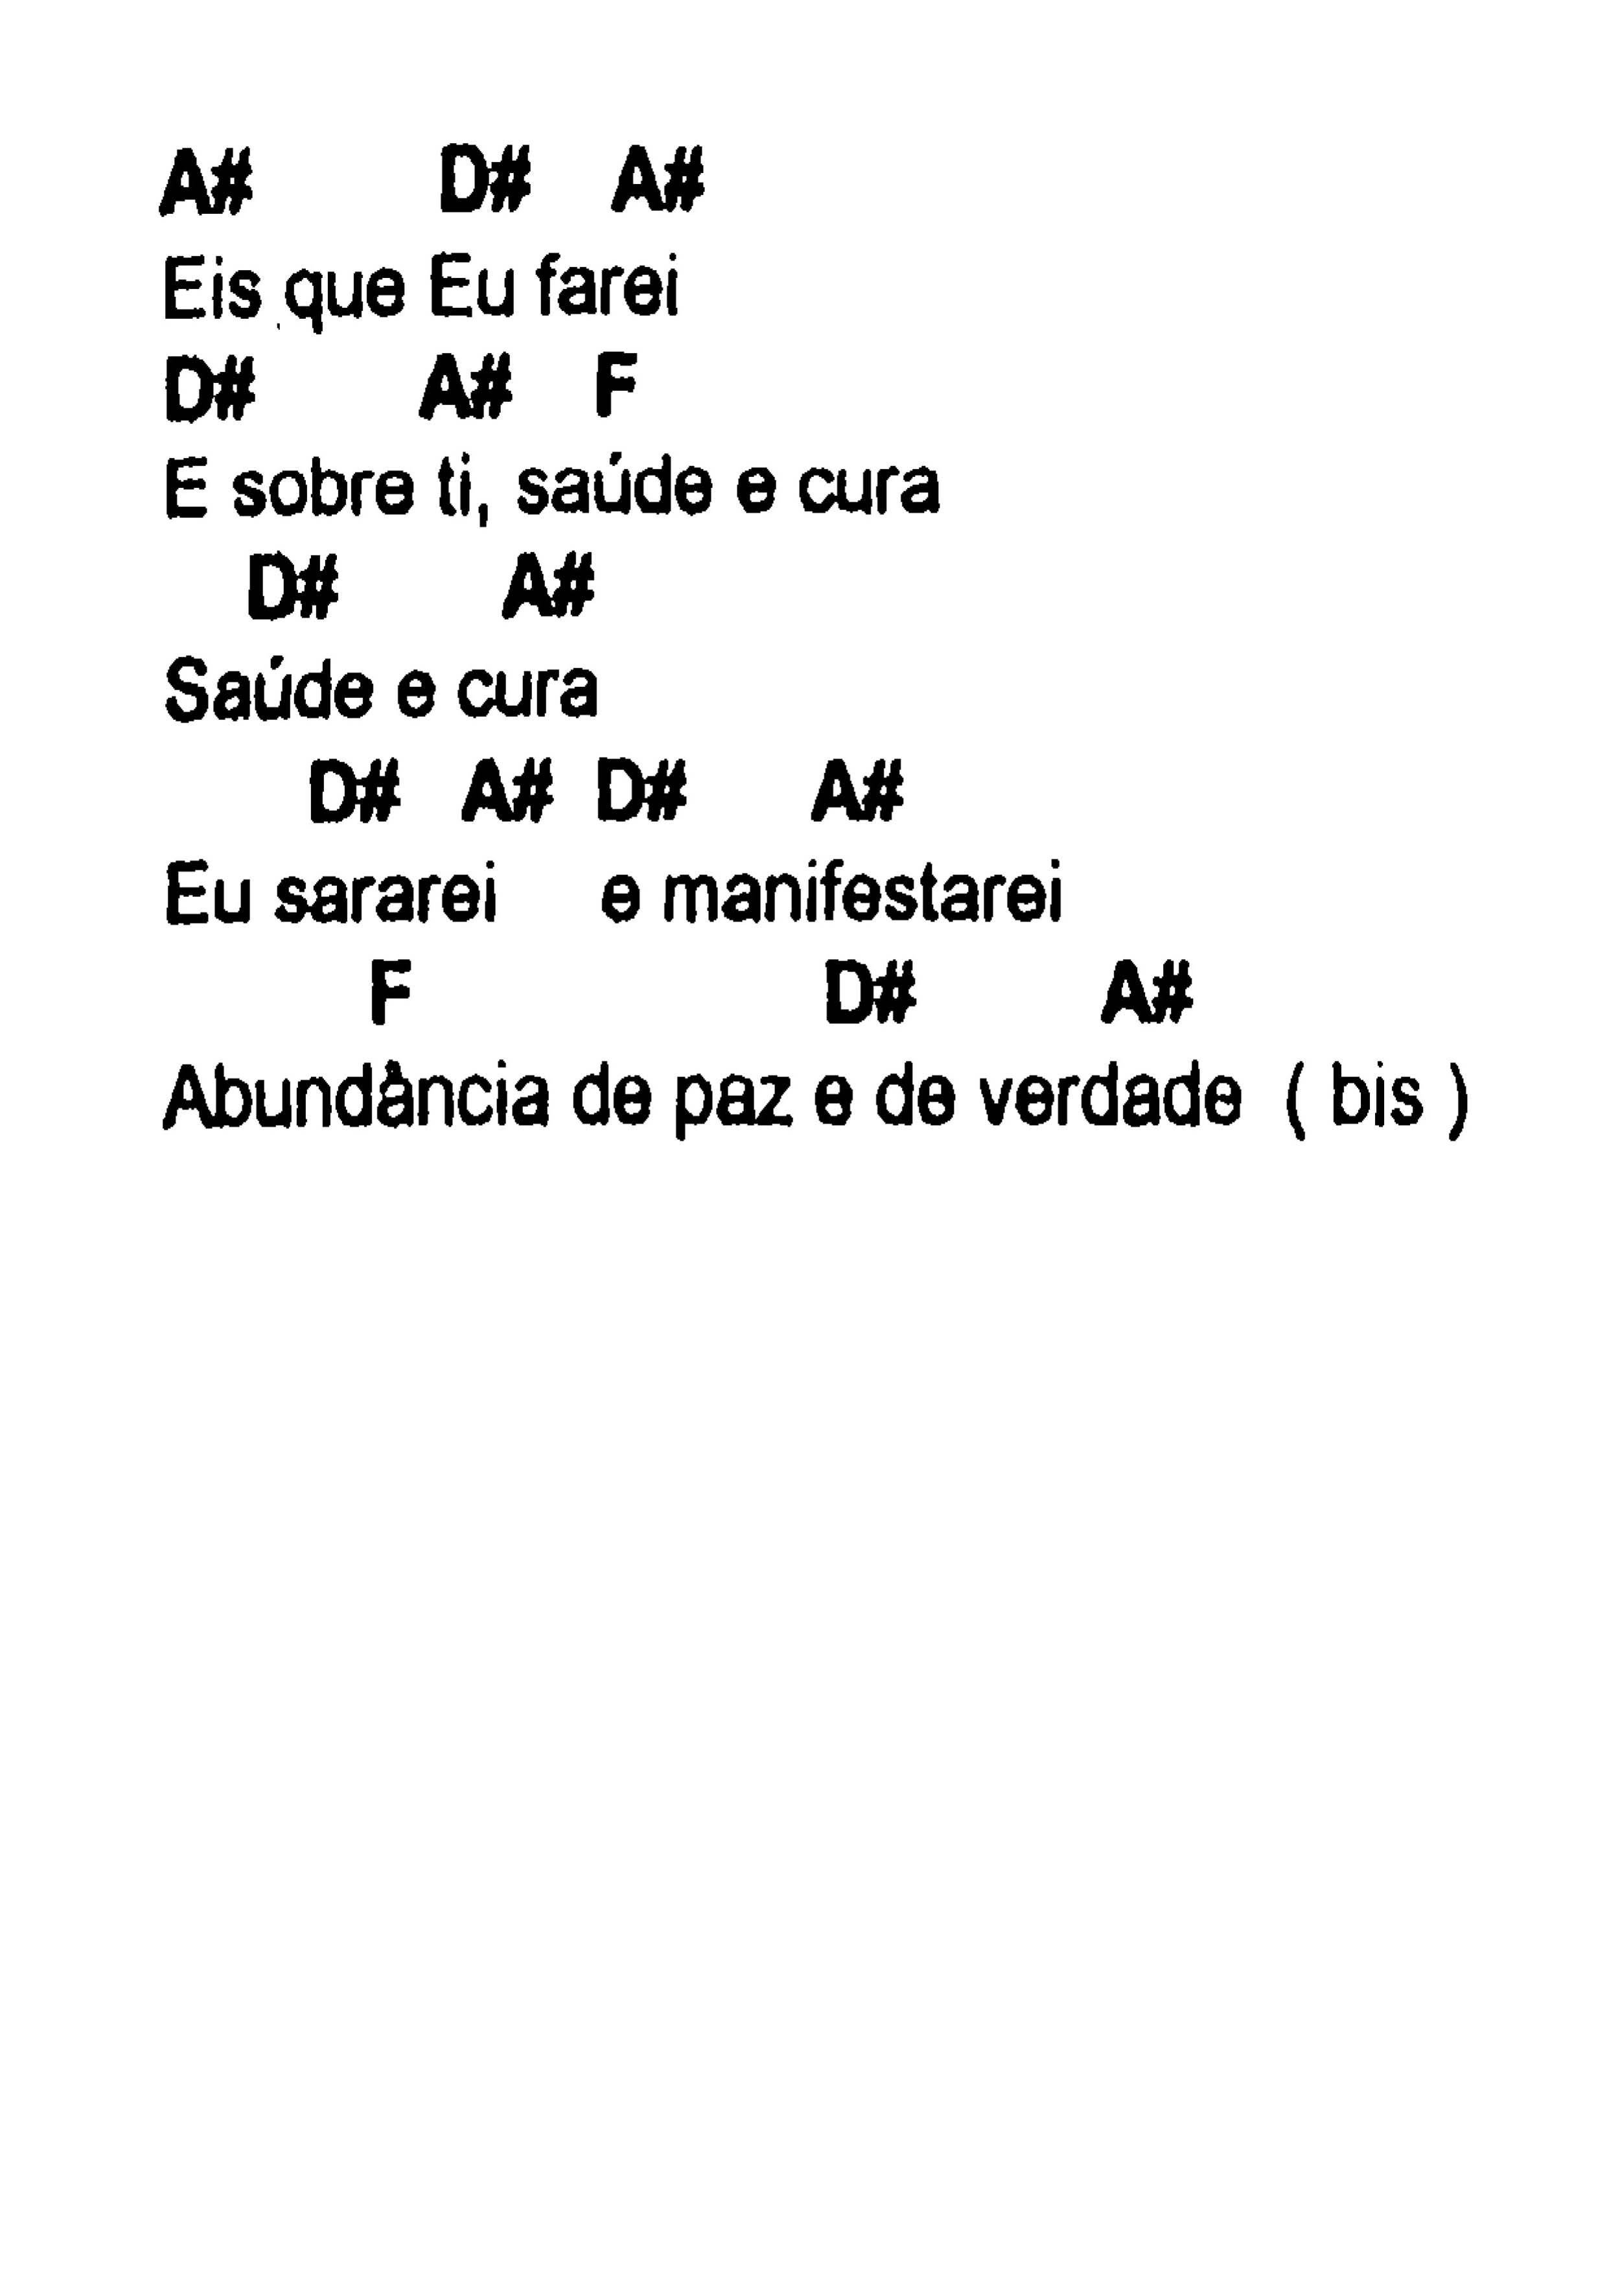 A# D# A#
Eis que Eu farei
D# A# F
E sobre ti, saúde e cura
D# A#
Saúde e cura
D# A# D# A#
Eu sararei e manifestarei
F D# A#
Abundância de paz e de verdade ( bis )